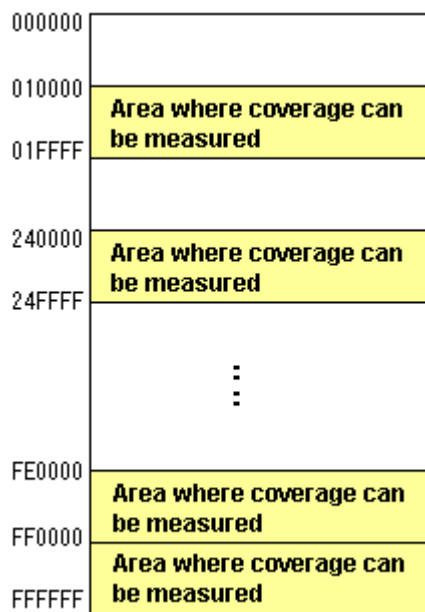 000000
010000
Area where coverage can
be measured
01FFFF
240000
Area where coverage can
be measured
24FFFF
FE0000
Area where coverage can
be measured
FF0000
Area where coverage can
be measured
FFFFFF